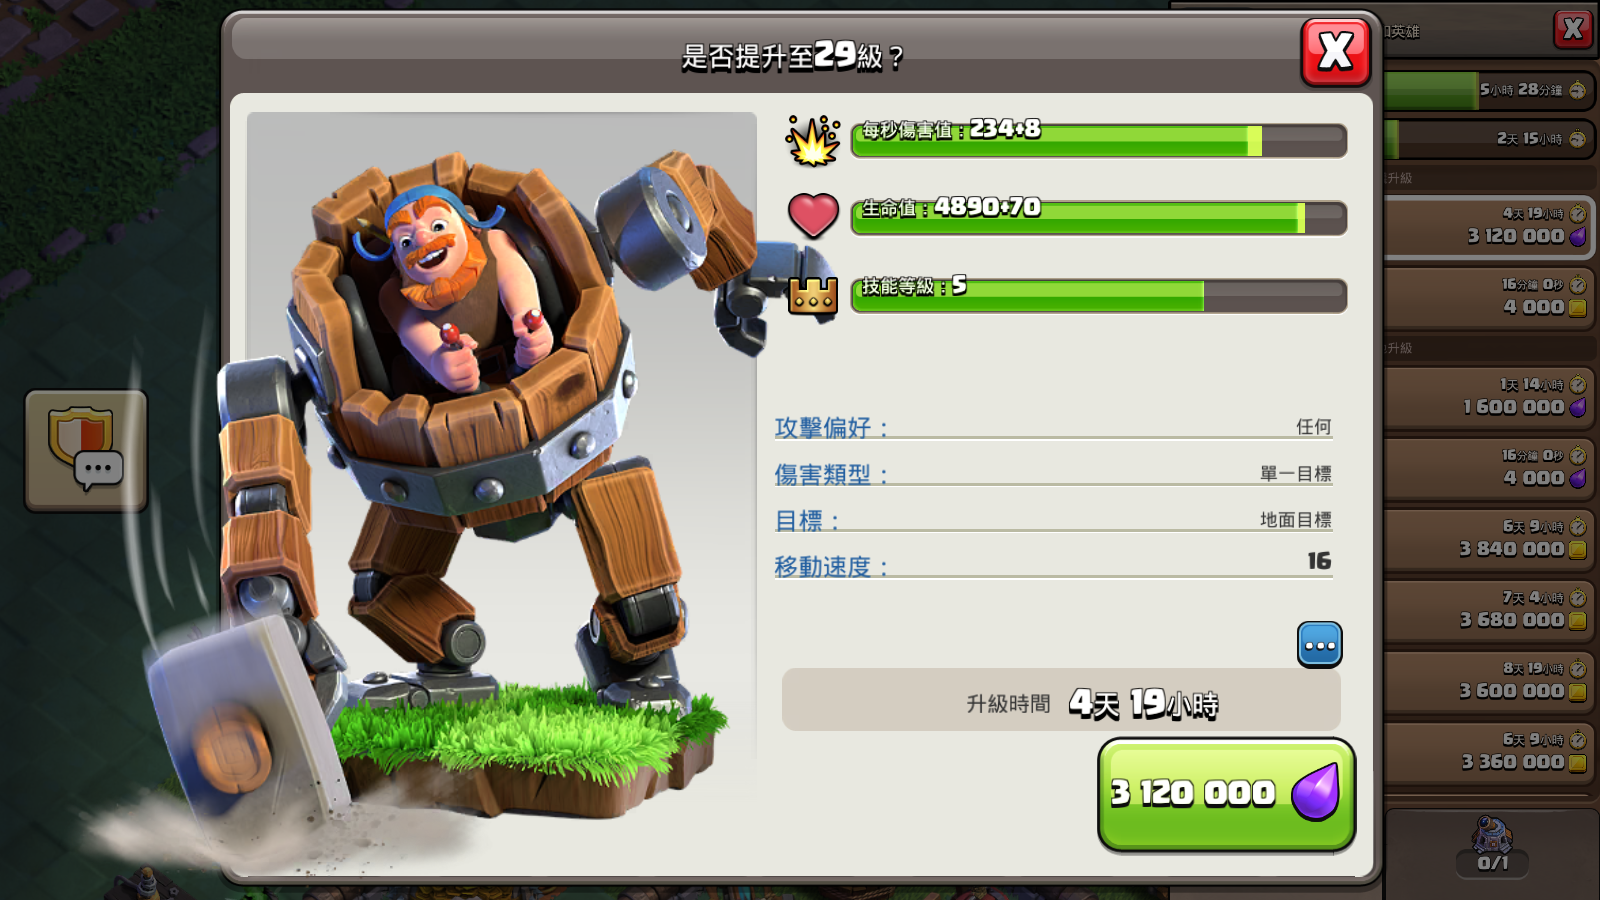 是否提升至29級？
X
每秒傷害值：234+8
生命值：4890+70
技能等級：5
攻擊偏好： 任何
傷害類型： 單一目標
目標： 地面目標
移動速度： 16
升級時間 4天 19小時
3 120 000
英雄
X
5小時 28分鐘
2天 15小時
升級
4天 19小時
3 120 000
16分鐘 0秒
4 000
升級
1天 14小時
1 600 000
16分鐘 0秒
4 000
6天 9小時
3 840 000
7天 4小時
3 680 000
8天 19小時
3 600 000
6天 9小時
3 360 000
0/1